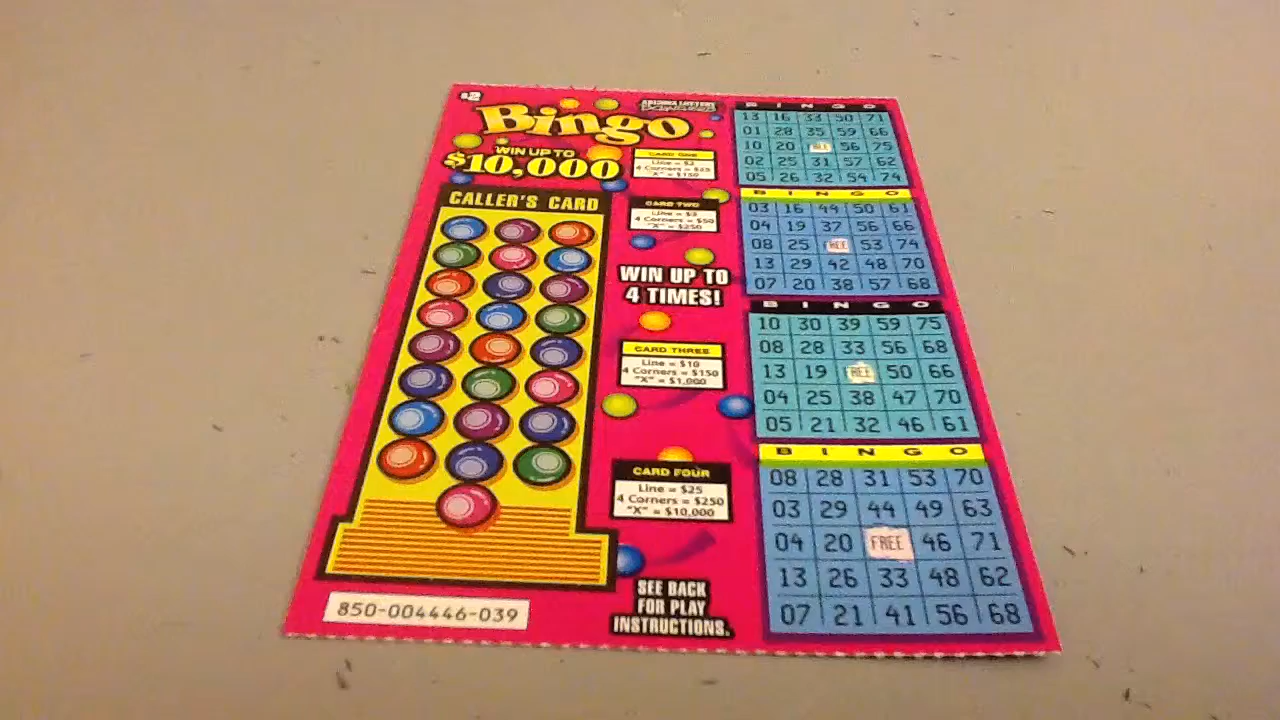 $2
Bingo
WIN UP TO
$10,000
CALLER'S CARD
850-004446-039
CARD ONE
Line = $2
4 Corners = $25
"X" = $150
CARD TWO
Line = $3
4 Corners = $50
"X" = $250
WIN UP TO
4 TIMES!
CARD THREE
Line = $10
4 Corners = $150
"X" = $1,000
CARD FOUR
Line = $25
4 Corners = $250
"X" = $10,000
SEE BACK
FOR PLAY
INSTRUCTIONS.
B I N G O
13 16 33 50 71
01 28 35 59 66
10 20 56 75
02 25 31 57 62
05 26 32 54 74
B I N G O
03 16 44 50 61
04 19 37 56 66
08 25 REE 53 74
13 29 42 48 70
07 20 38 57 68
B I N G O
10 30 39 59 75
08 28 33 56 68
13 19 REE 50 66
04 25 38 47 70
05 21 32 46 61
B I N G O
08 28 31 53 70
03 29 44 49 63
04 20 FREE 46 71
13 26 33 48 62
07 21 41 56 68